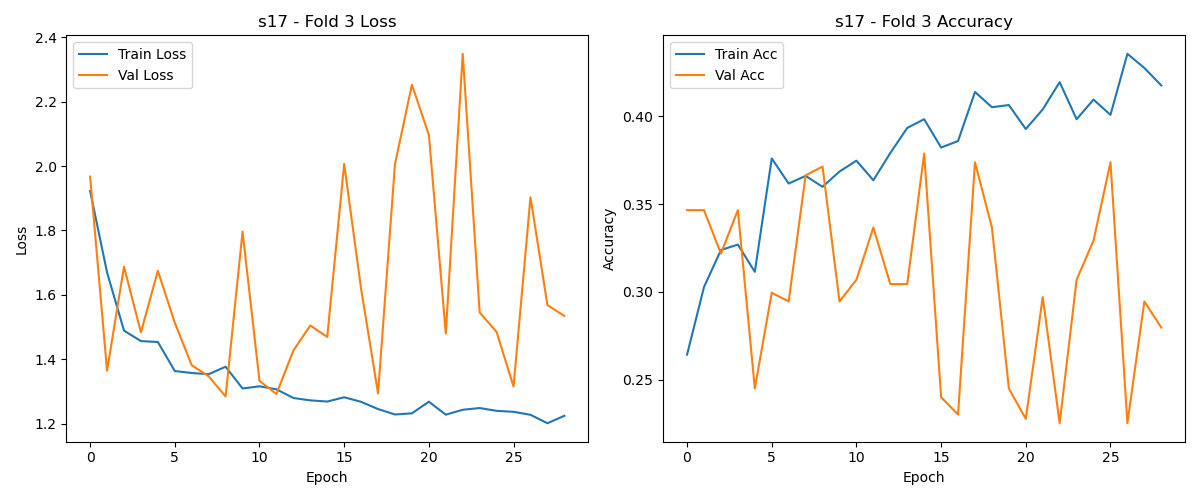 s17 - Fold 3 Loss
Train Loss
Val Loss
2.4
2.2
2.0
1.8
1.6
1.4
1.2
Loss
0
5
10
15
20
25
Epoch
s17 - Fold 3 Accuracy
Train Acc
Val Acc
0.40
0.35
0.30
0.25
Accuracy
0
5
10
15
20
25
Epoch